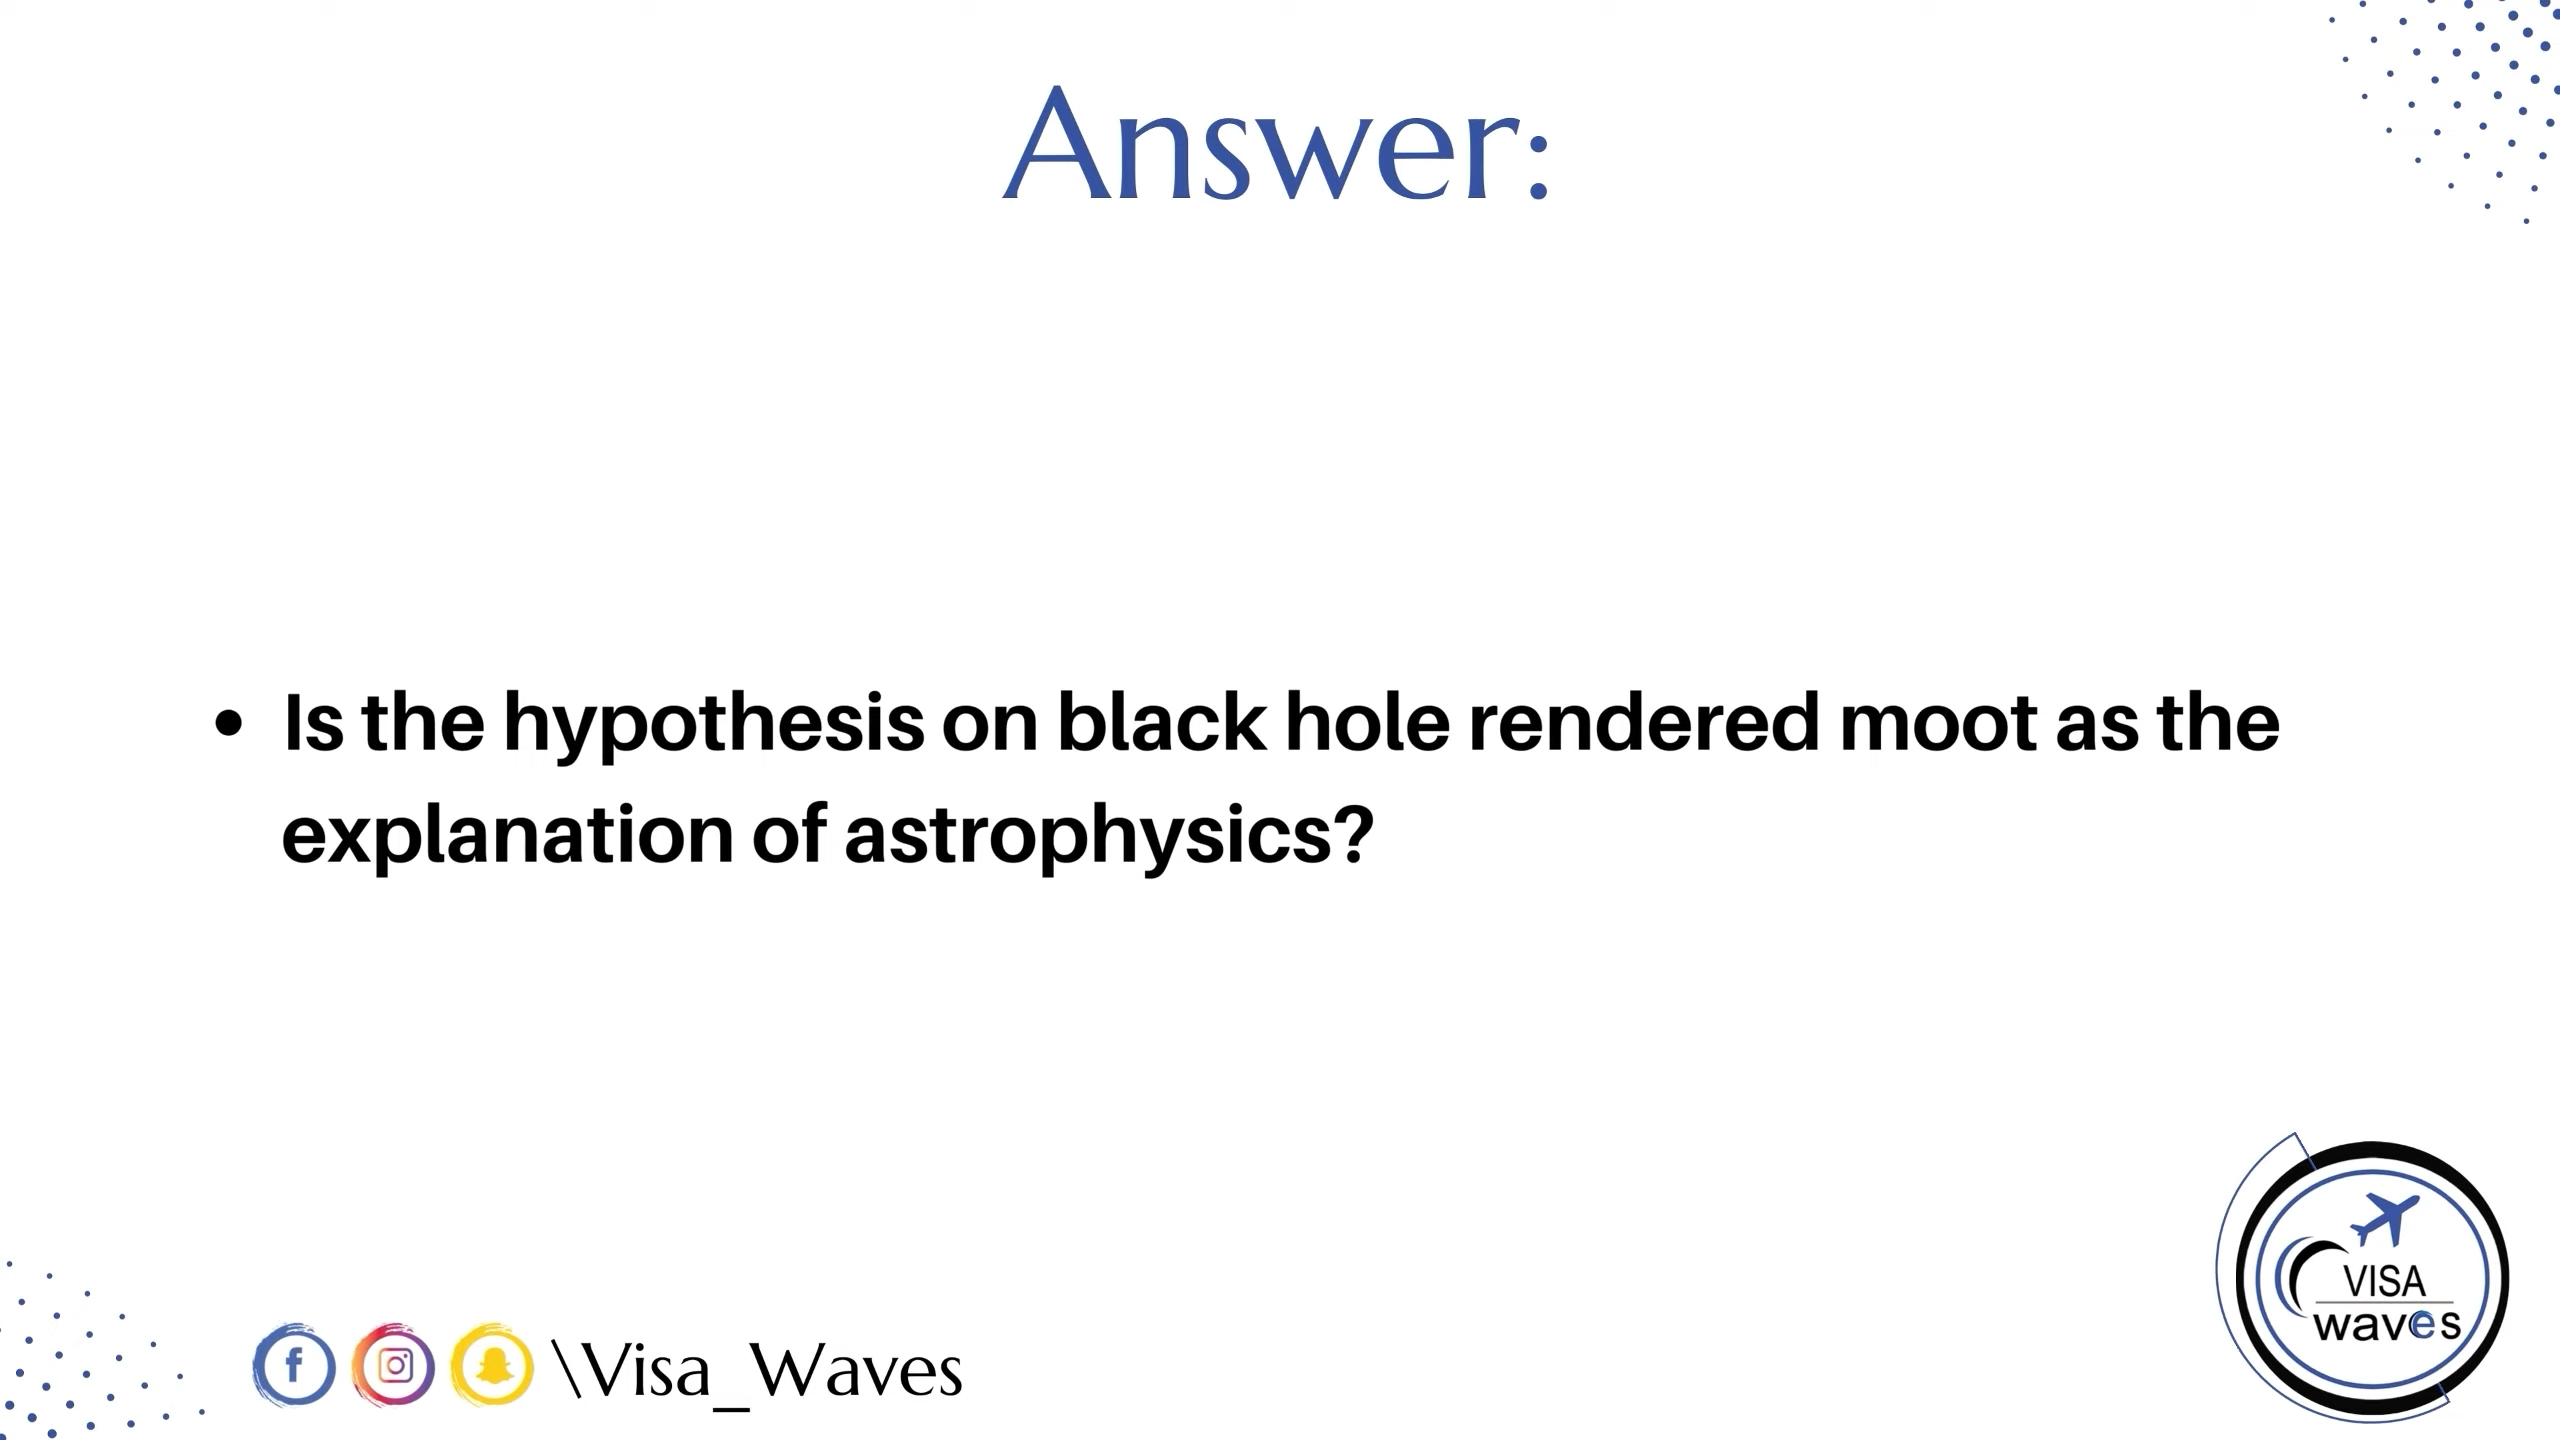 Answer:
• Is the hypothesis on black hole rendered moot as the
explanation of astrophysics?
\Visa_Waves
VISA
waves